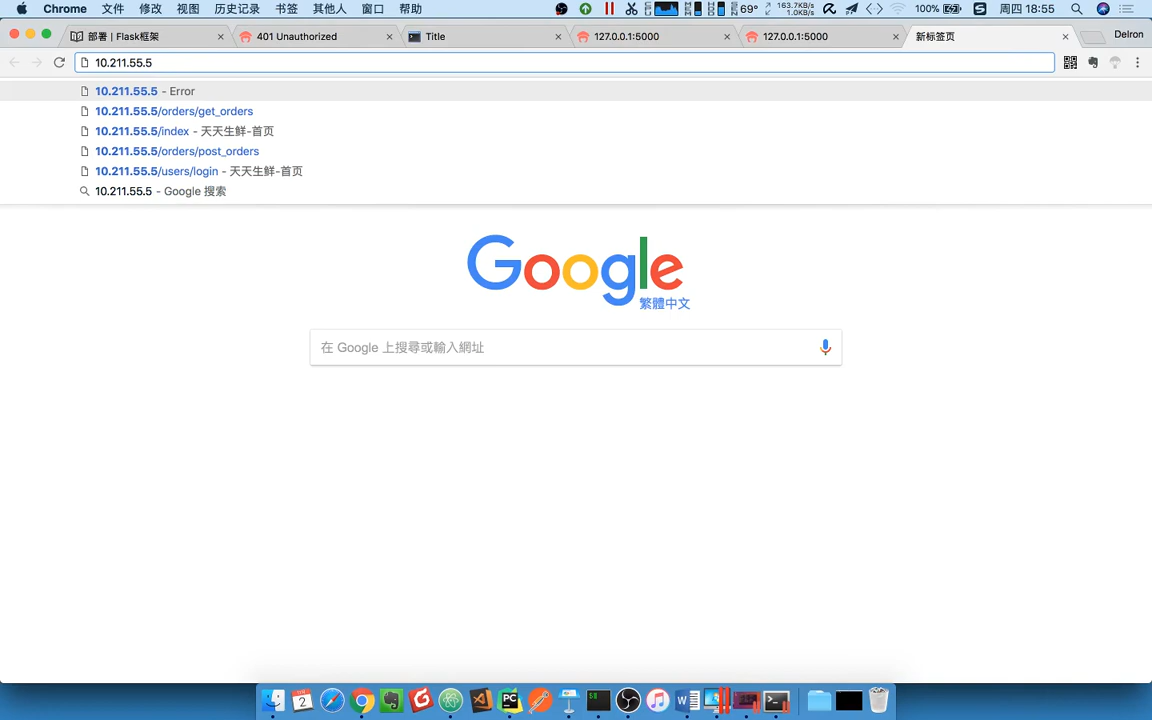 Chrome 文件 修改 视图 历史记录 书签 其他人 窗口 帮助 69° 163.7KB/s 1.0KB/s 100% 周四 18:55
部署 | Flask框架 401 Unauthorized Title 127.0.0.1:5000 127.0.0.1:5000 新标签页 Delron
10.211.55.5
10.211.55.5 - Error
10.211.55.5/orders/get_orders
10.211.55.5/index - 天天生鲜-首页
10.211.55.5/orders/post_orders
10.211.55.5/users/login - 天天生鲜-首页
10.211.55.5 - Google 搜索
Google
繁體中文
在 Google 上搜尋或輸入網址
2 PC